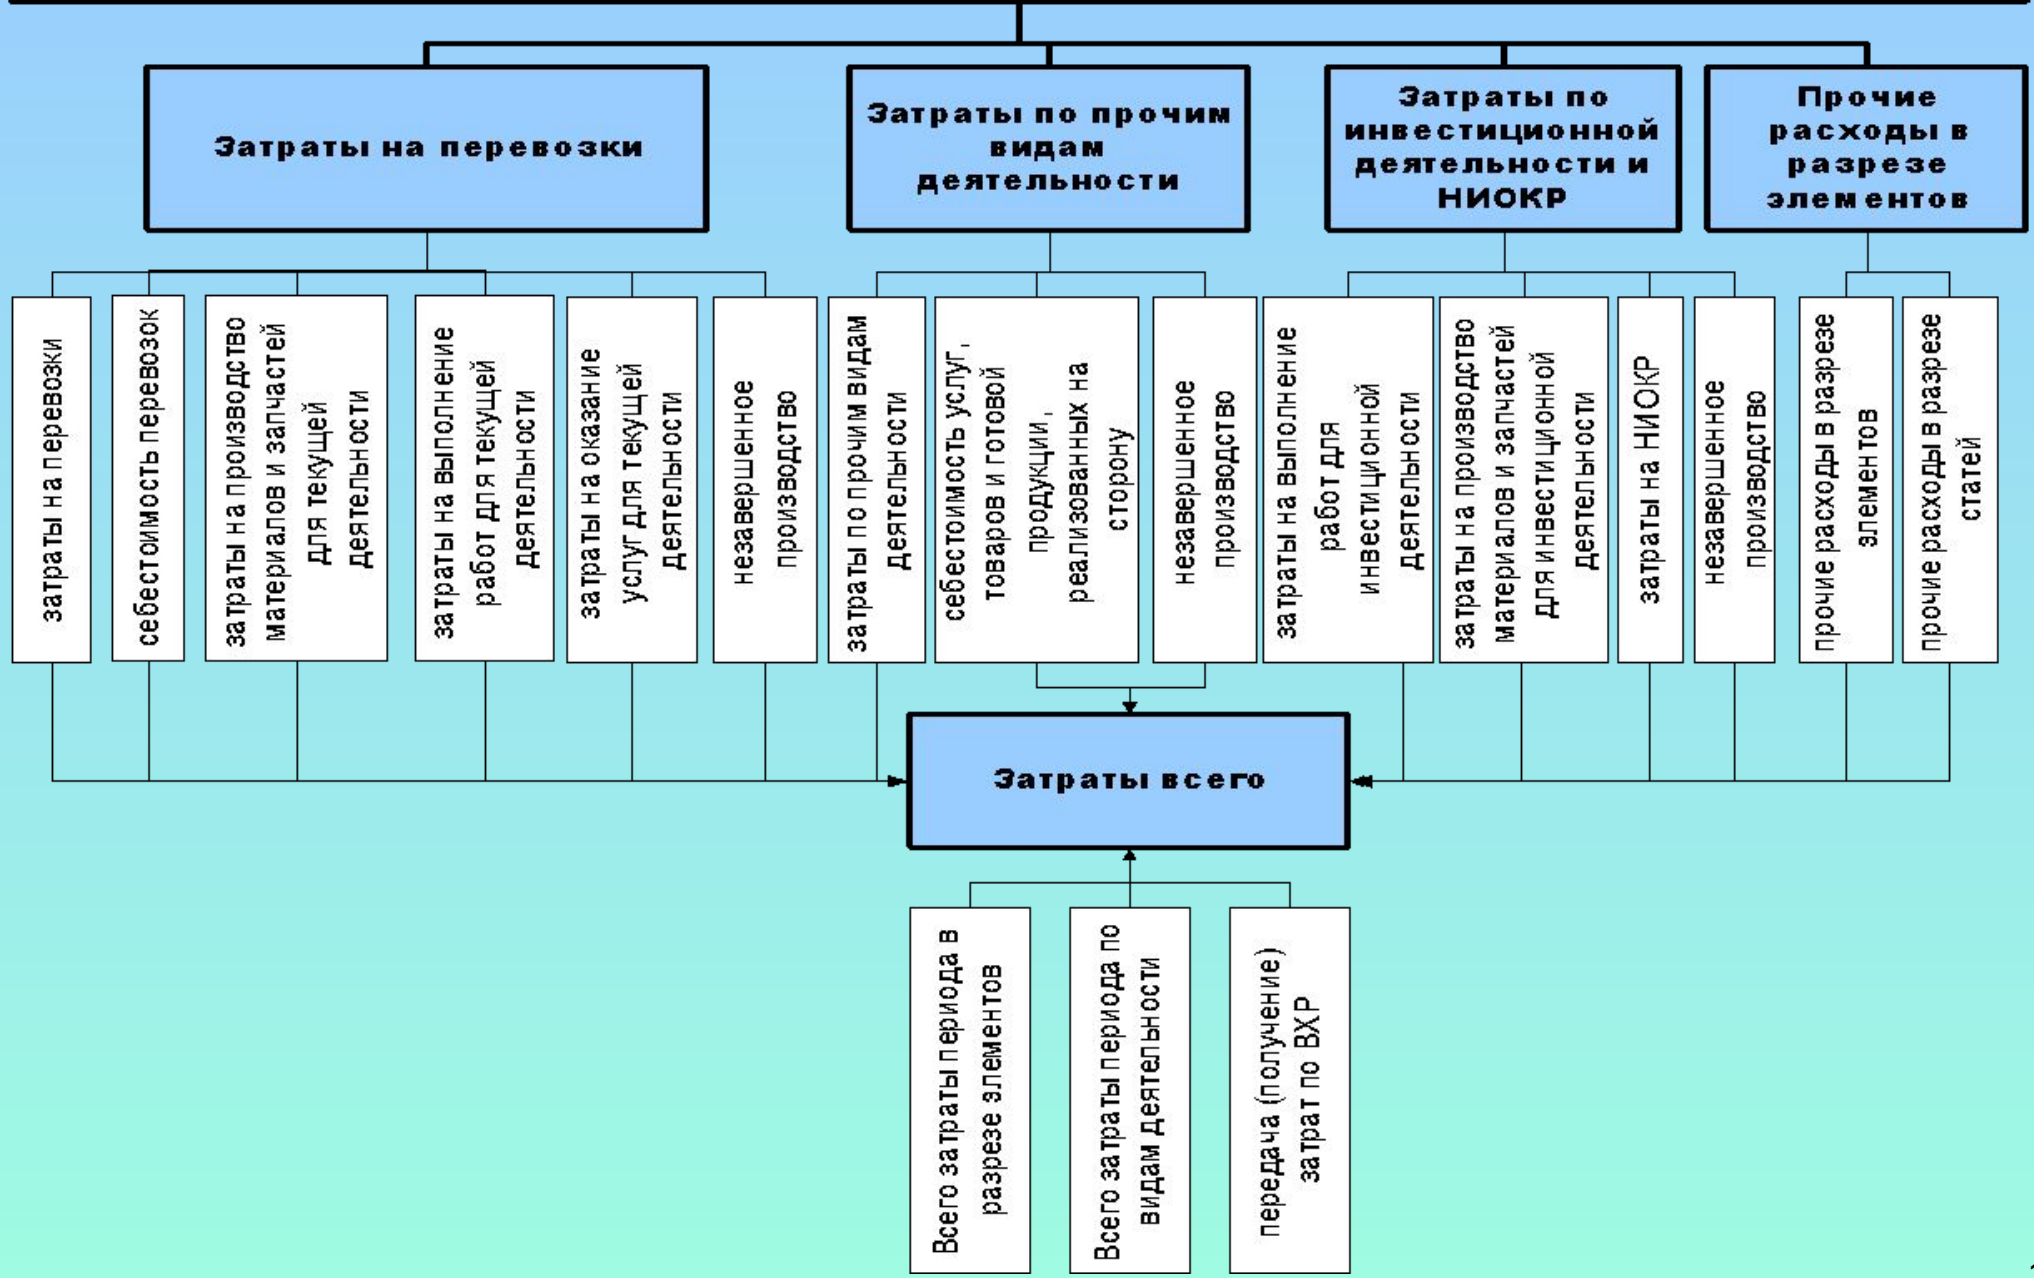 Затраты на перевозки
Затраты по прочим
видам
деятельности
Затраты по
инвестиционной
деятельности и
НИОКР
Прочие
расходы в
разрезе
элементов
затраты на перевозки
себестоимость перевозок
затраты на производство
материалов и запчастей
для текущей
деятельности
затраты на выполнение
работ для текущей
деятельности
затраты на оказание
услуг для текущей
деятельности
незавершенное
производство
затраты по прочим видам
деятельности
себестоимость услуг,
товаров и готовой
продукции,
реализованных на
сторону
незавершенное
производство
затраты на выполнение
работ для
инвестиционной
деятельности
затраты на производство
материалов и запчастей
для инвестиционной
деятельности
затраты на НИОКР
незавершенное
производство
прочие расходы в разрезе
элементов
прочие расходы в разрезе
статей
Затраты всего
Всего затраты периода в
разрезе элементов
Всего затраты периода по
видам деятельности
передача (получение)
затрат по ВХР